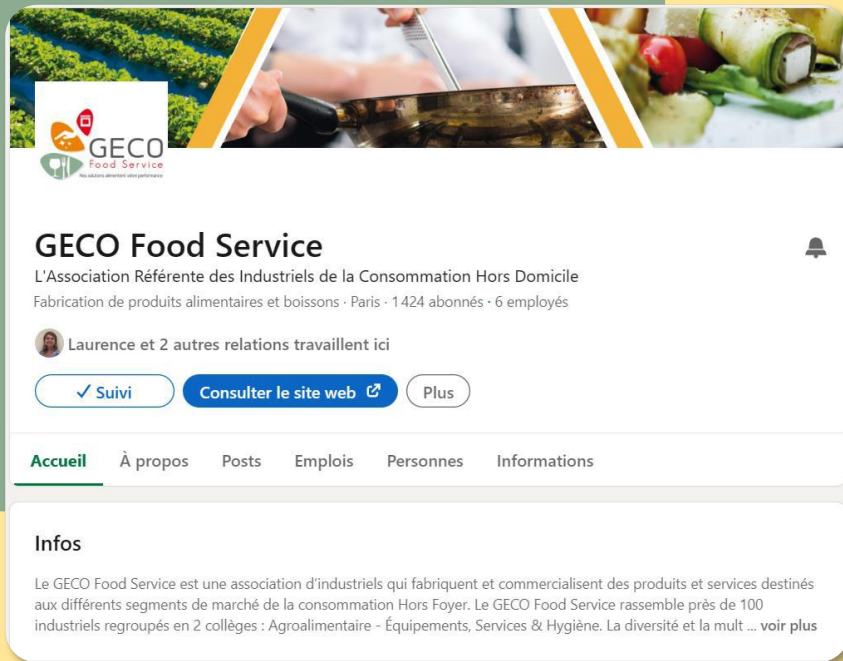 GECO
Food Service
Nos solutions alimentent votre performance
GECO Food Service
L'Association Référente des Industriels de la Consommation Hors Domicile
Fabrication de produits alimentaires et boissons · Paris · 1 424 abonnés · 6 employés
Laurence et 2 autres relations travaillent ici
Suivi
Consulter le site web
Plus
Accueil
À propos
Posts
Emplois
Personnes
Informations
Infos
Le GECO Food Service est une association d'industriels qui fabriquent et commercialisent des produits et services destinés
aux différents segments de marché de la consommation Hors Foyer. Le GECO Food Service rassemble près de 100
industriels regroupés en 2 collèges : Agroalimentaire - Équipements, Services & Hygiène. La diversité et la mult ... voir plus